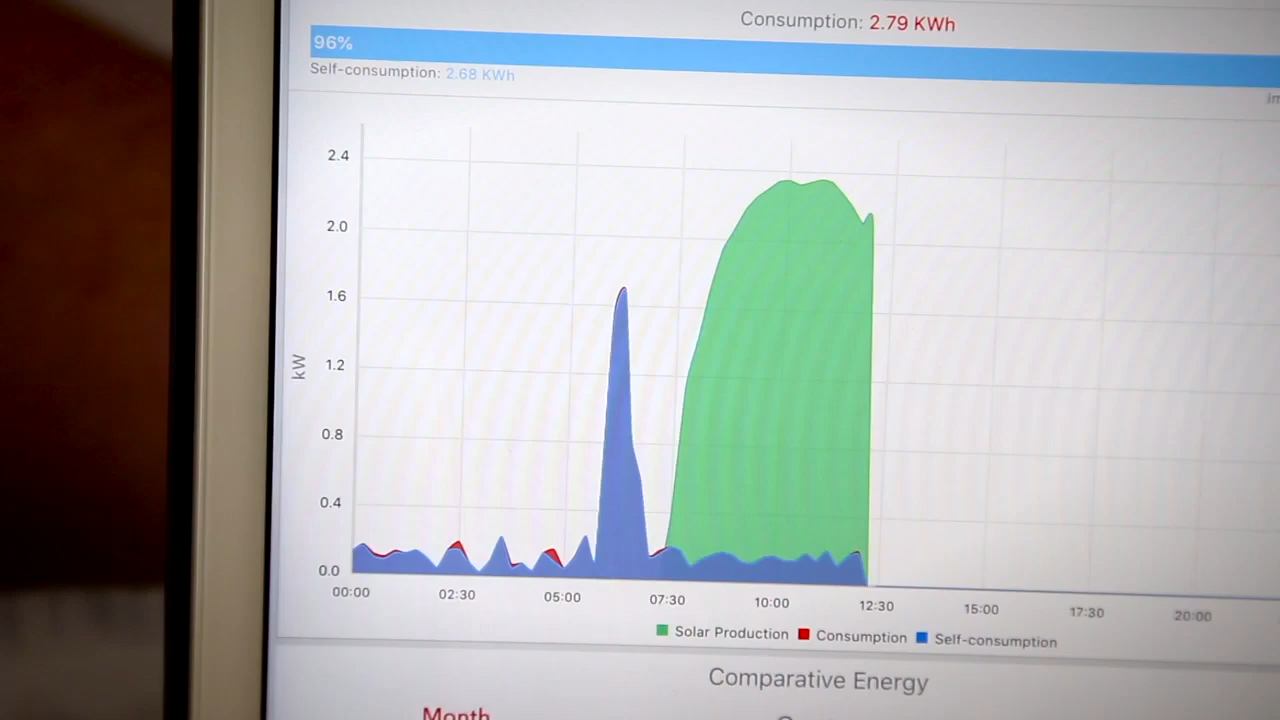 Consumption: 2.79 KWh
96%
Self-consumption: 2.68 KWh
2.4
2.0
1.6
1.2
0.8
0.4
0.0
kW
00:00 02:30 05:00 07:30 10:00 12:30 15:00 17:30 20:00
Solar Production Consumption Self-consumption
Comparative Energy
Month